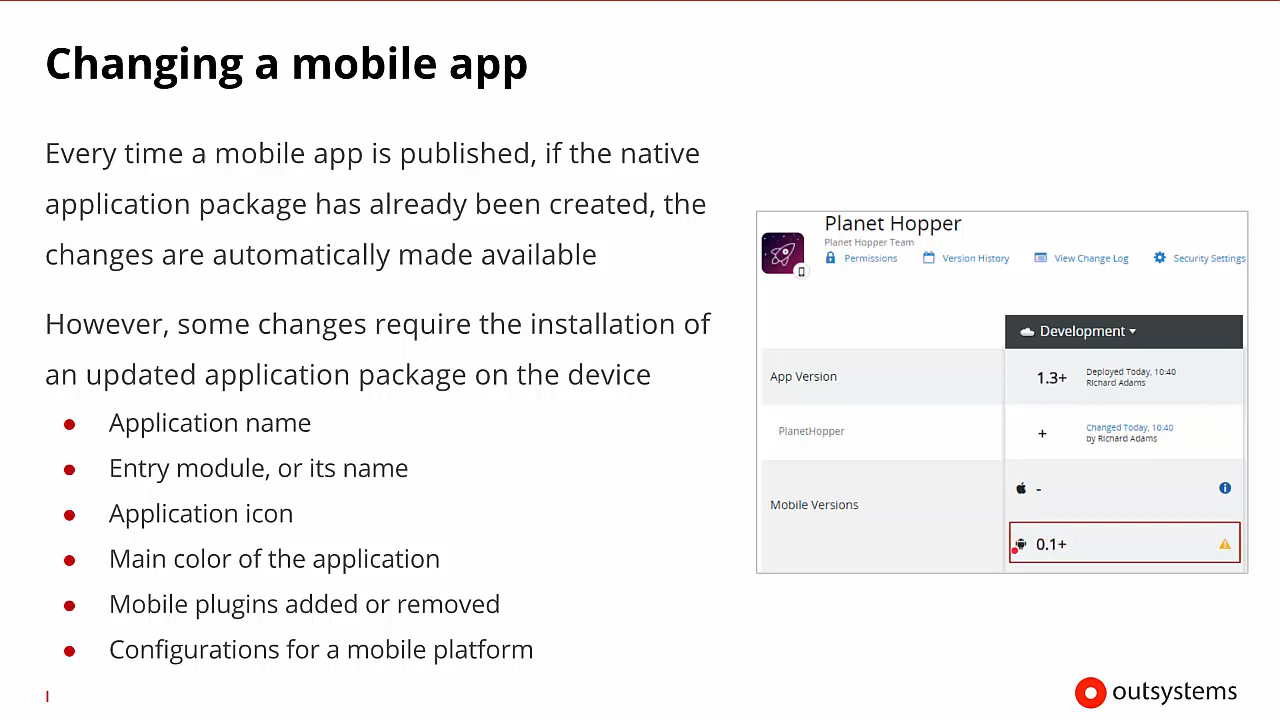 Changing a mobile app
Every time a mobile app is published, if the native
application package has already been created, the
changes are automatically made available
However, some changes require the installation of
an updated application package on the device
● Application name
● Entry module, or its name
● Application icon
● Main color of the application
● Mobile plugins added or removed
● Configurations for a mobile platform
Planet Hopper
Planet Hopper Team
Permissions Version History View Change Log Security Settings
Development
App Version 1.3+ Deployed Today, 10:40
Richard Adams
PlanetHopper + Changed Today, 10:40
by Richard Adams
Mobile Versions -
0.1+
outsystems